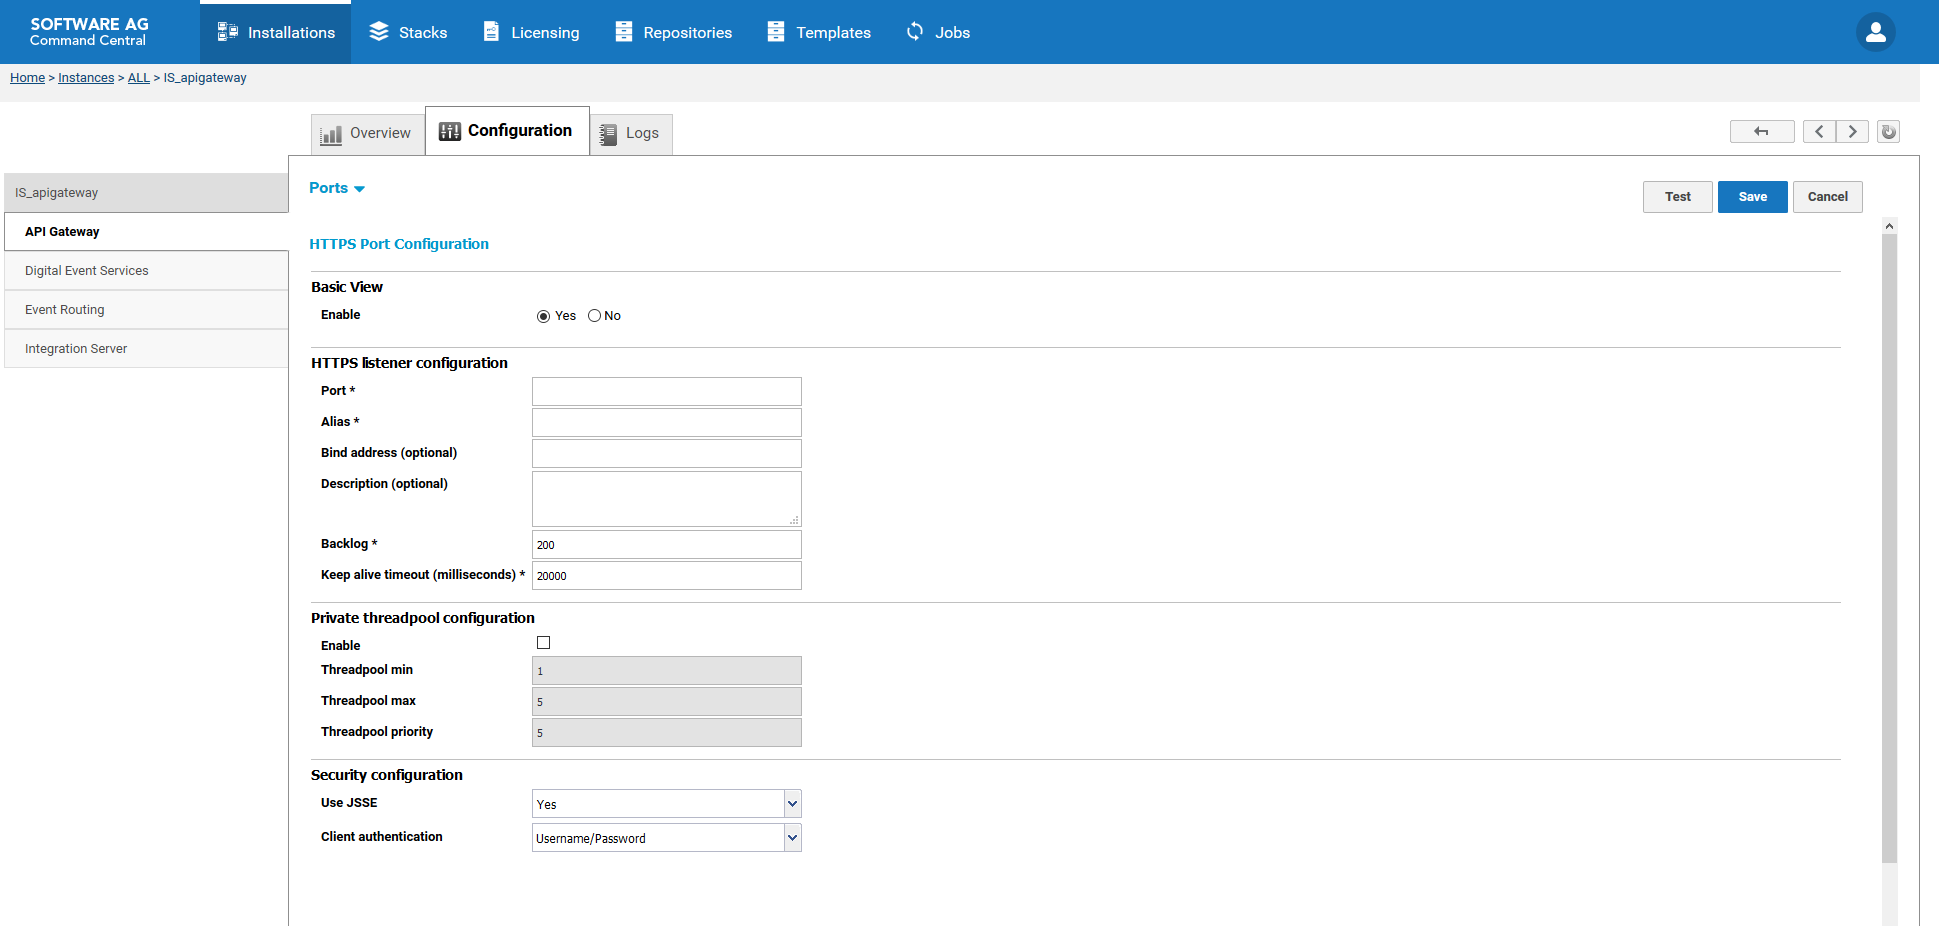 SOFTWARE AG
Command Central
Installations
Stacks
Licensing
Repositories
Templates
Jobs
Home > Instances > ALL > IS_apigateway
Overview
Configuration
Logs
IS_apigateway
API Gateway
Digital Event Services
Event Routing
Integration Server
Ports
Test
Save
Cancel
HTTPS Port Configuration
Basic View
Enable Yes No
HTTPS listener configuration
Port *
Alias *
Bind address (optional)
Description (optional)
Backlog * 200
Keep alive timeout (milliseconds) * 20000
Private threadpool configuration
Enable
Threadpool min 1
Threadpool max 5
Threadpool priority 5
Security configuration
Use JSSE Yes
Client authentication Username/Password